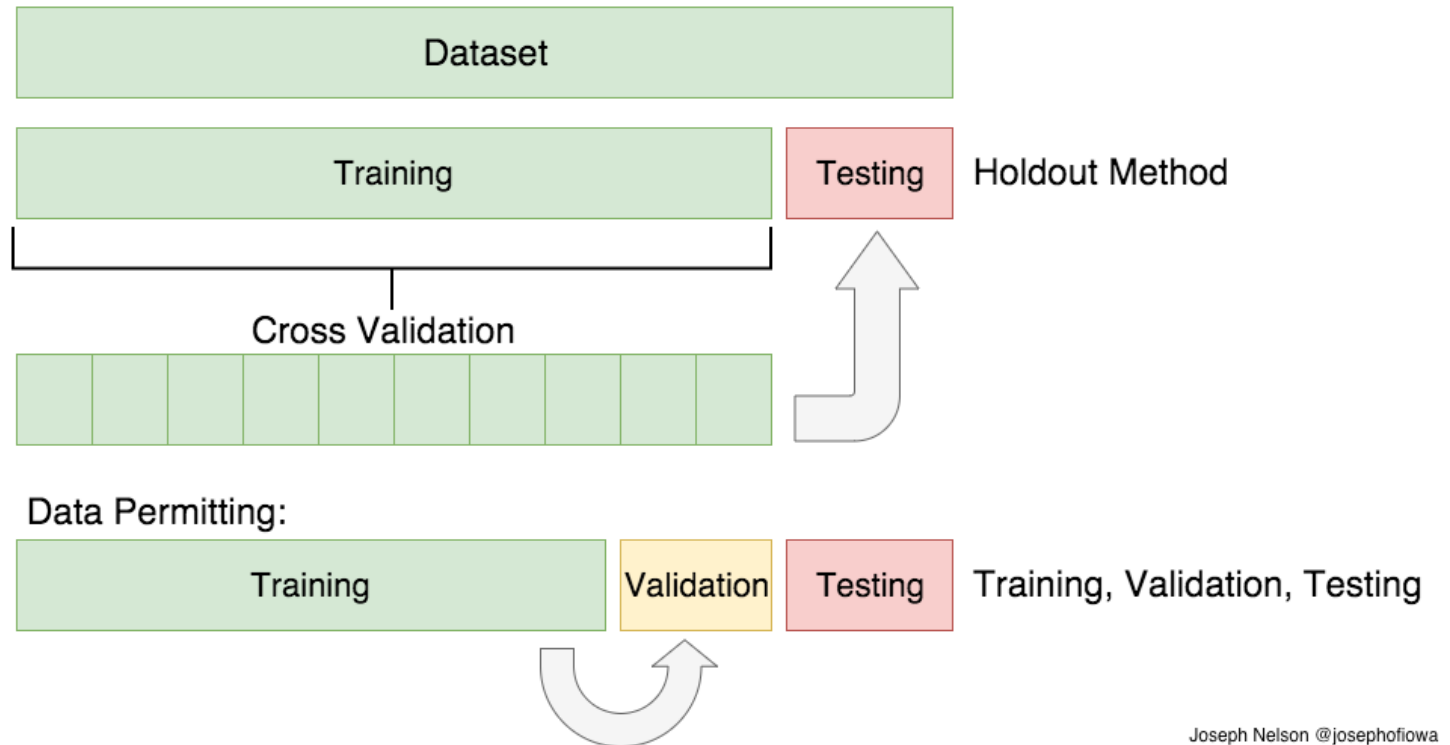 Dataset
Training
Testing
Holdout Method
Cross Validation
Data Permitting:
Training
Validation
Testing
Training, Validation, Testing
Joseph Nelson @josephofiowa